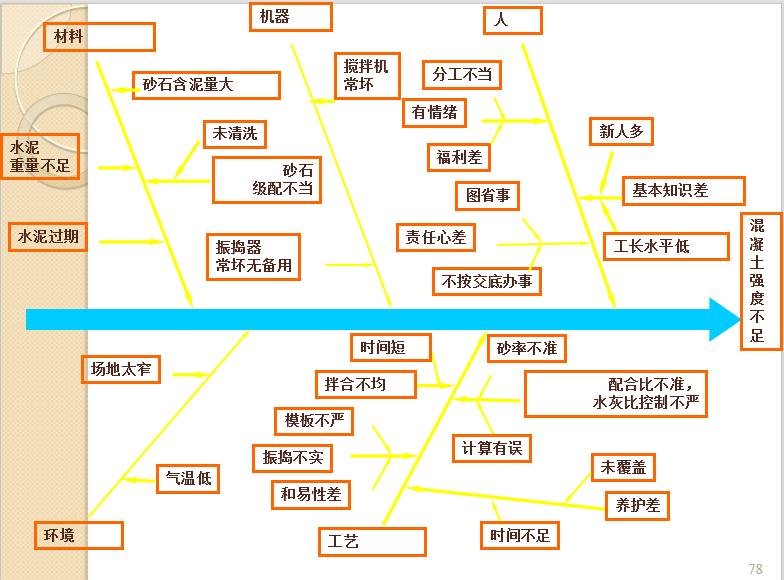 材料
机器
人
砂石含泥量大
搅拌机
常坏
分工不当
有情绪
福利差
新人多
未清洗
水泥
重量不足
砂石
级配不当
图省事
基本知识差
水泥过期
振捣器
常坏无备用
责任心差
不按交底办事
工长水平低
混
凝
土
强
度
不
足
场地太窄
时间短
砂率不准
拌合不均
配合比不准，
水灰比控制不严
模板不严
计算有误
振捣不实
未覆盖
气温低
和易性差
养护差
环境
工艺
时间不足
78